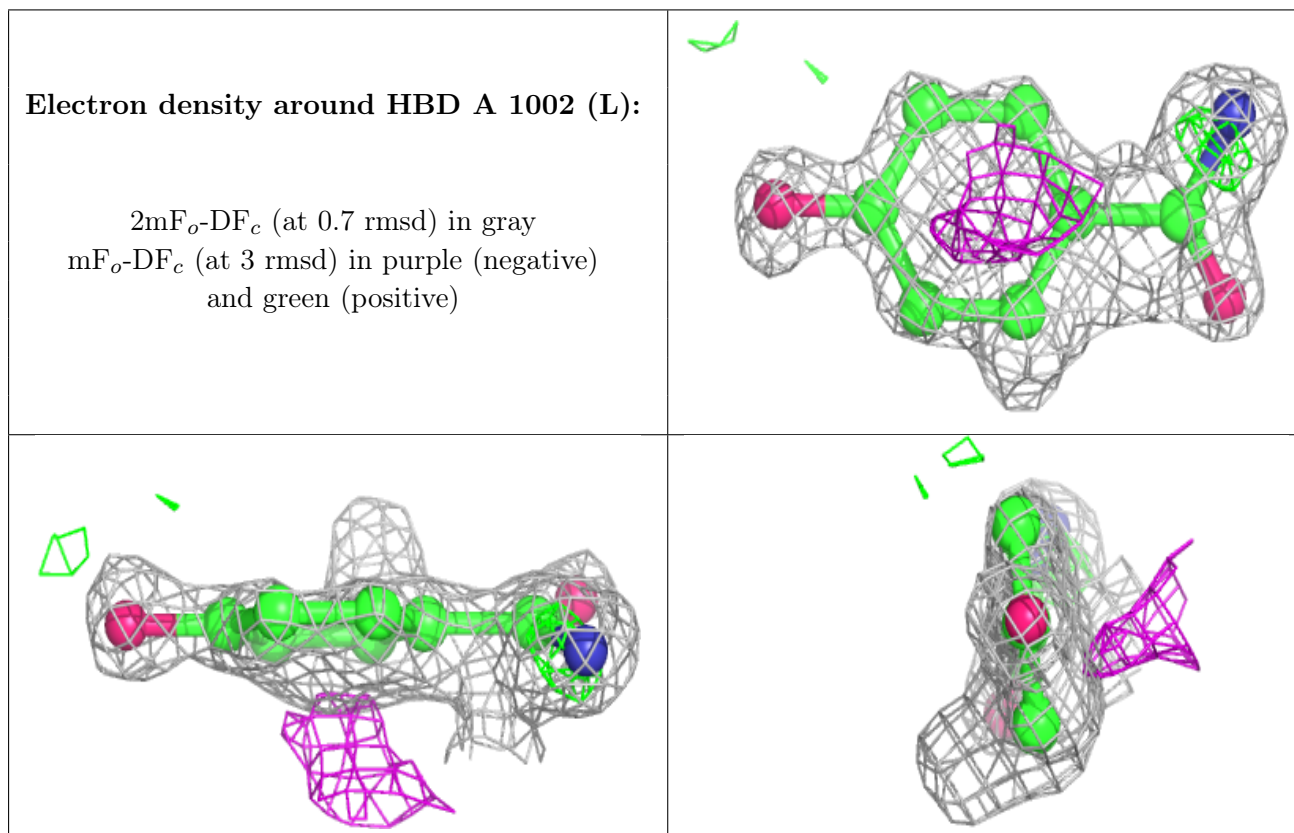 Electron density around HBD A 1002 (L):
2mFₒ-DF𝒸 (at 0.7 rmsd) in gray
mFₒ-DF𝒸 (at 3 rmsd) in purple (negative)
and green (positive)